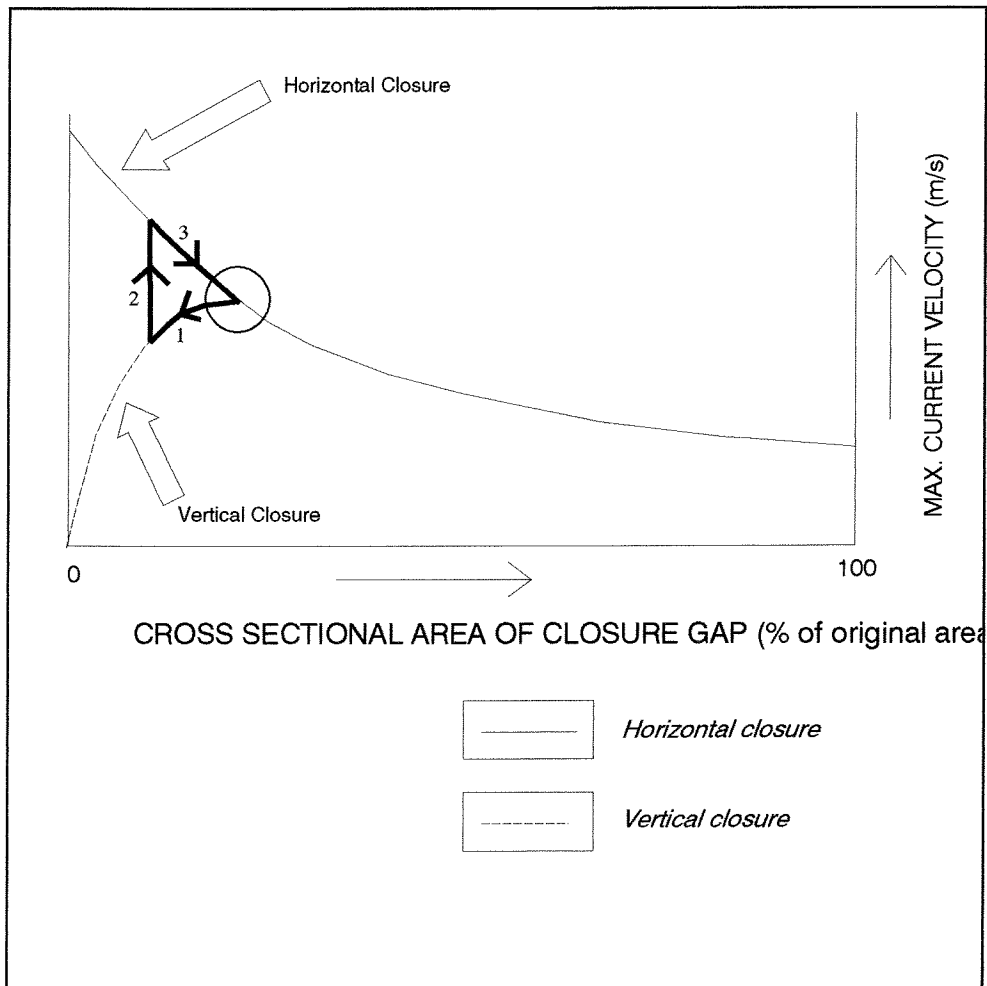 Horizontal Closure
3
2
1
Vertical Closure
MAX. CURRENT VELOCITY (m/s)
0
100
CROSS SECTIONAL AREA OF CLOSURE GAP (% of original area
Horizontal closure
Vertical closure